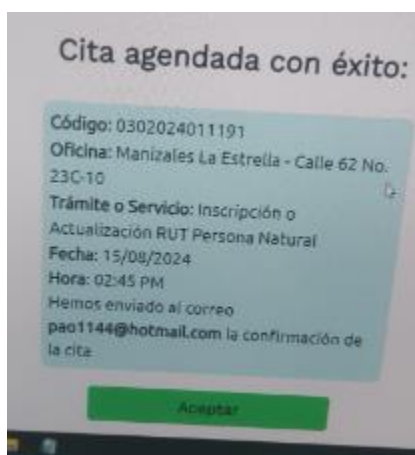 Cita agendada con éxito:
Código: 0302024011191
Oficina: Manizales La Estrella - Calle 62 No.
23C-10
Trámite o Servicio: Inscripción o
Actualización RUT Persona Natural
Fecha: 15/08/2024
Hora: 02:45 PM
Hemos enviado al correo
pao1144@hotmail.com la confirmación de
la cita
Aceptar